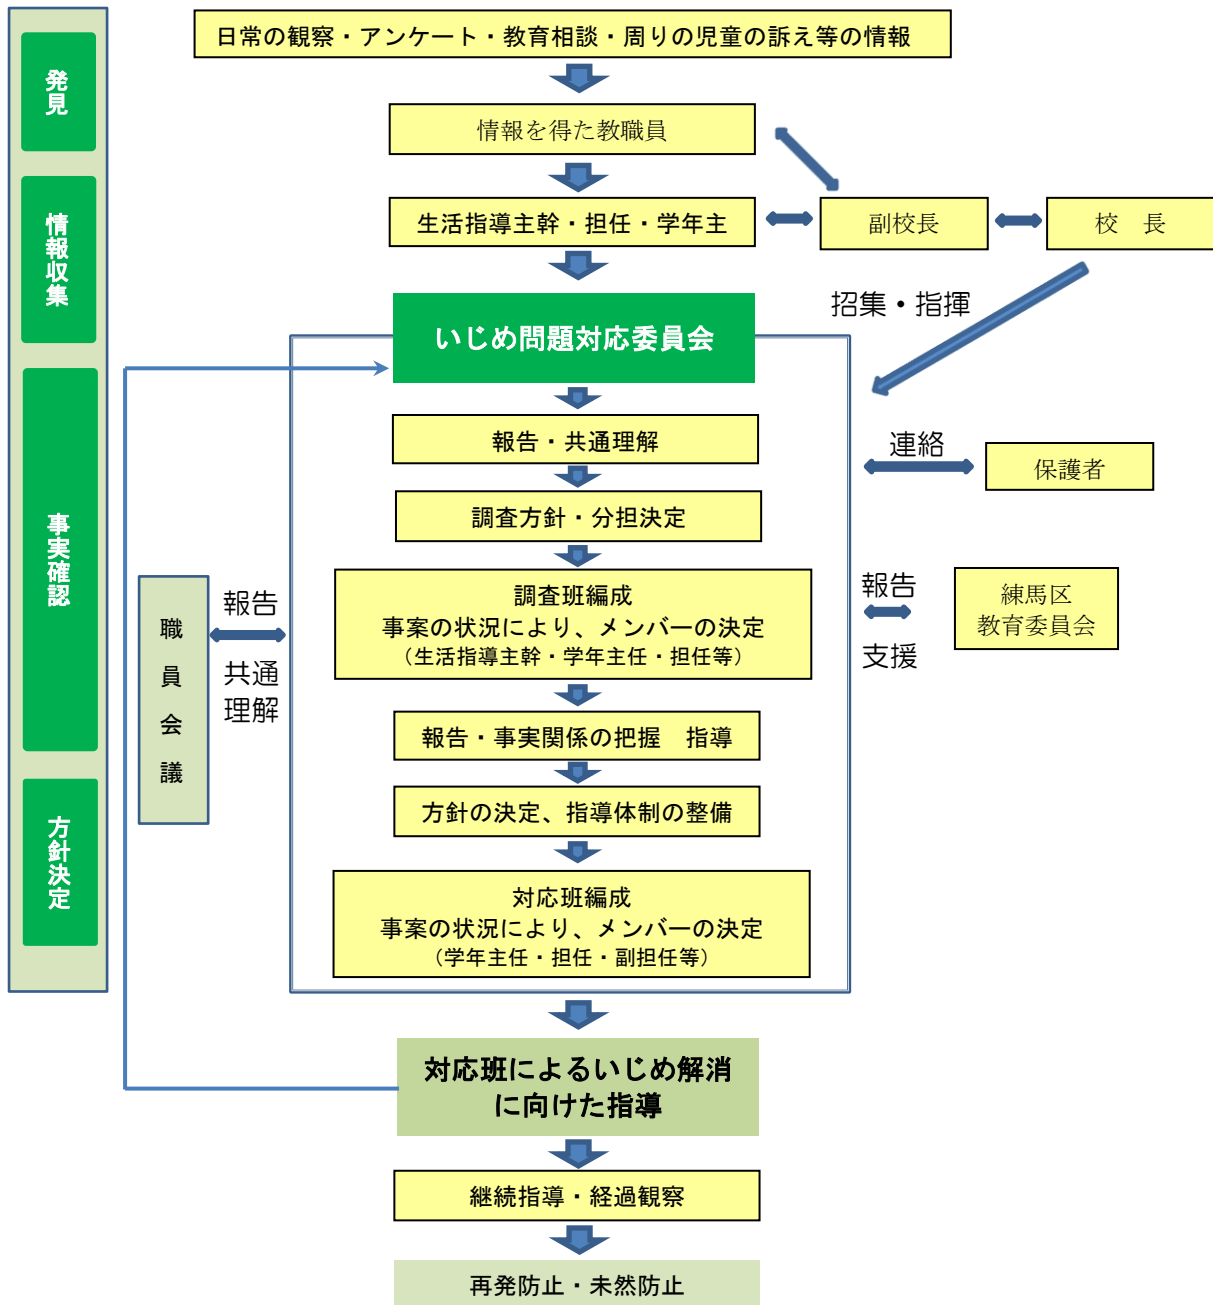 発見
情報収集
事実確認
方針決定
日常の観察・アンケート・教育相談・周りの児童の訴え等の情報
情報を得た教職員
生活指導主幹・担任・学年主
副校長
校　長
招集・指揮
いじめ問題対応委員会
報告・共通理解
連絡
保護者
調査方針・分担決定
調査班編成
事案の状況により、メンバーの決定
（生活指導主幹・学年主任・担任等）
職員会議
報告
共通
理解
報告
支援
練馬区
教育委員会
報告・事実関係の把握　指導
方針の決定、指導体制の整備
対応班編成
事案の状況により、メンバーの決定
（学年主任・担任・副担任等）
対応班によるいじめ解消
に向けた指導
継続指導・経過観察
再発防止・未然防止